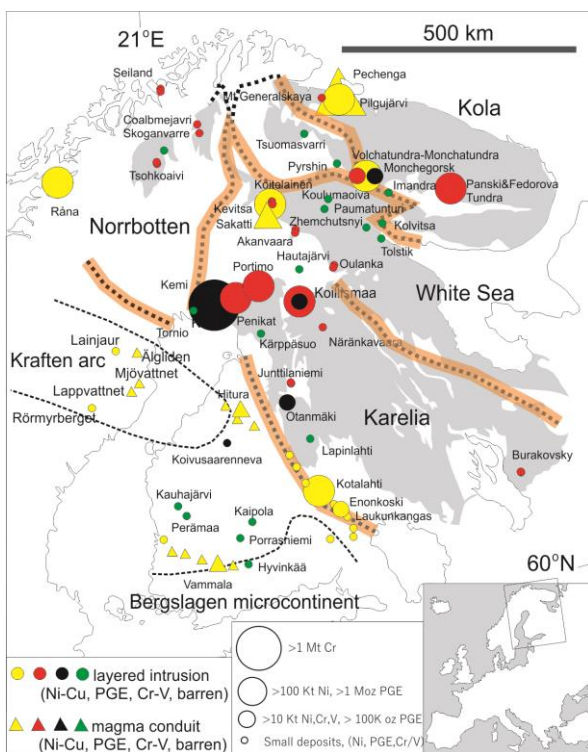 21°E
500 km
Seiland
Mt Generalskaya
Pechenga
Pilgujärvi
Kola
Coalbmejavri
Skoganvarre
Tsuomasvarri
Tsohkoaivi
Pyrshin
Volchatundra-Monchatundra
Monchegorsk
Imandra
Panski&Fedorova
Tundra
Råna
Koitelainen
Koulumaoiva
Kevitsa
Paumatunturi
Norrbotten
Sakatti
Zhemchutsnyi
Kolvitsa
Akanvaara
Tolstik
Hautajärvi
Oulanka
Portimo
Kemi
White Sea
Koillismaa
Tornio
Penikat
Lainjaur
Kärppäsuo
Näränkavaara
Kraften arc
Älgliden
Mjövattnet
Junttilaniemi
Lappvattnet
Hitura
Otanmäki
Karelia
Rörmyrberget
Lapinlahti
Burakovsky
Koivusaarenneva
Kotalahti
Kauhajärvi
Kaipola
Enonkoski
Laukunkangas
Perämaa
Porrasniemi
Hyvinkää
60°N
Vammala
Bergslagen microcontinent
>1 Mt Cr
layered intrusion
(Ni-Cu, PGE, Cr-V, barren)
>100 Kt Ni, >1 Moz PGE
>10 Kt Ni,Cr,V, > 100K oz PGE
magma conduit
(Ni-Cu, PGE, Cr-V, barren)
Small deposits, (Ni, PGE,Cr/V)